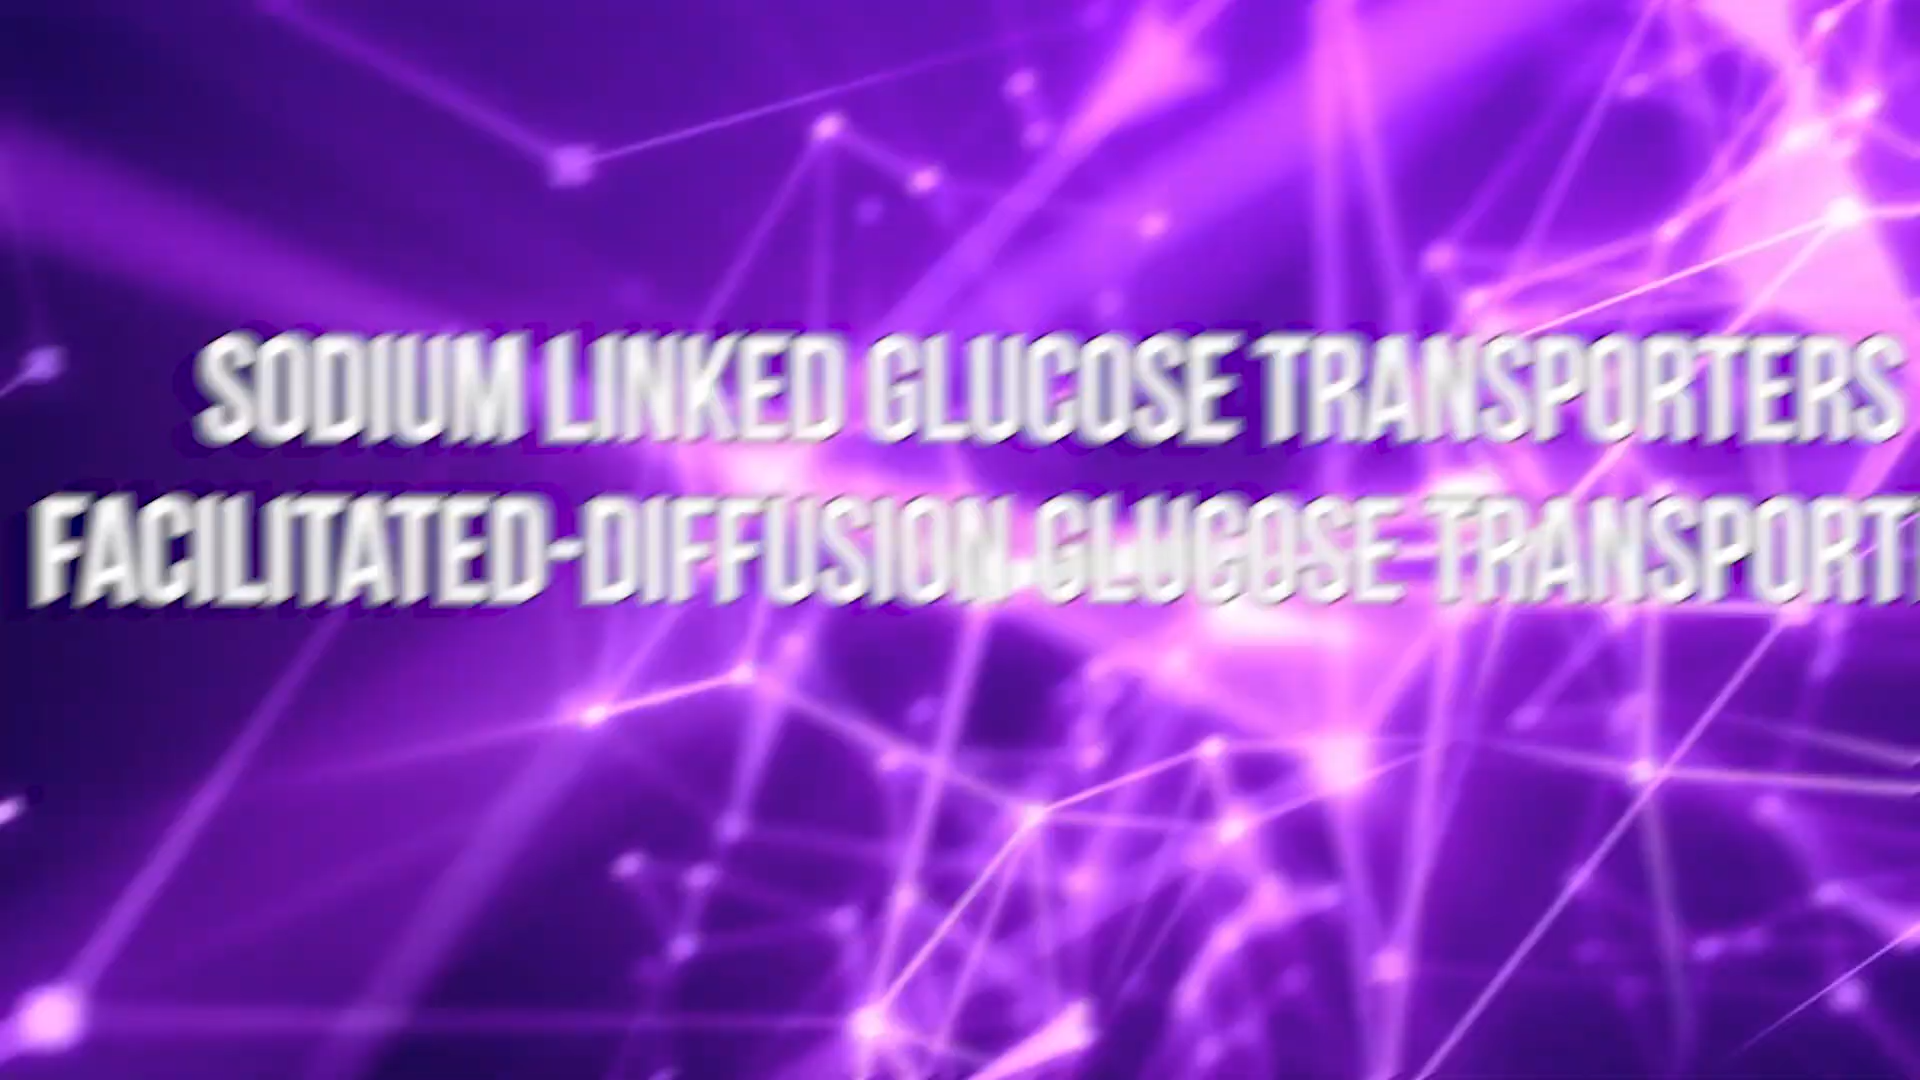 SODIUM LINKED GLUCOSE TRANSPORTERS
FACILITATED-DIFFUSION GLUCOSE TRANSPORT